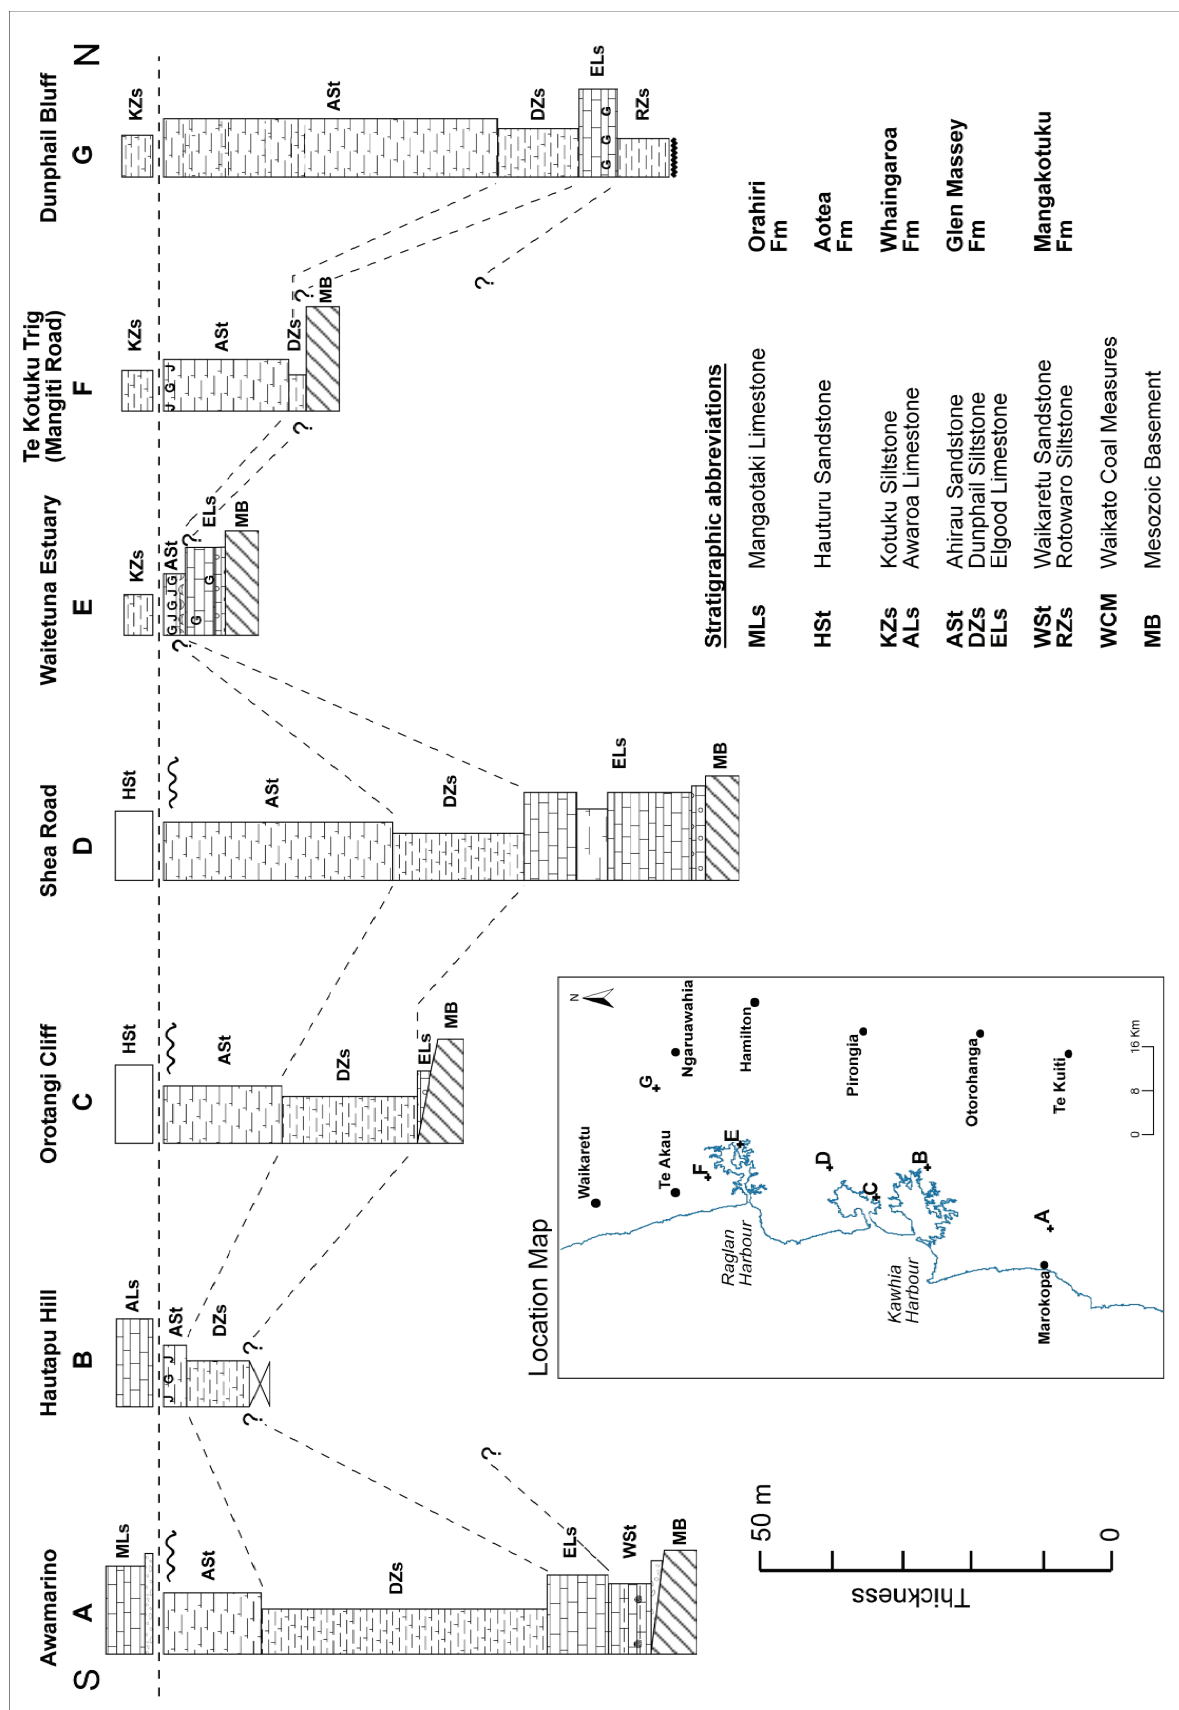 S
N
Awamarino
A
Hautapu Hill
B
Orotangi Cliff
C
Shea Road
D
Waitetuna Estuary
E
Te Kotuku Trig
(Mangiti Road)
F
Dunphail Bluff
G
MLs
ASt
DZs
ELs
WSt
MB
ALs
ASt
J G J
DZs
?
?
HSt
ASt
DZs
ELs
MB
HSt
ASt
DZs
ELs
MB
KZs
ASt
G J G J G
ELs
G
G
MB
?
?
KZs
ASt
J G J
DZs
MB
?
?
KZs
ASt
DZs
ELs
G G G
RZs
?
?
Thickness
50 m
0
Location Map
N
Waikaretu
Te Akau
Ngaruawahia
Hamilton
Raglan
Harbour
Pirongia
Kawhia
Harbour
Otorohanga
Marokopa
Te Kuiti
G
F
E
D
C
B
A
0 8 16 Km
Stratigraphic abbreviations
MLs Mangaotaki Limestone Orahiri
Fm
HSt Hauturu Sandstone Aotea
Fm
KZs Kotuku Siltstone Whaingaroa
ALs Awaroa Limestone Fm
ASt Ahirau Sandstone Glen Massey
DZs Dunphail Siltstone Fm
ELs Elgood Limestone
WSt Waikaretu Sandstone Mangakotuku
RZs Rotowaro Siltstone Fm
WCM Waikato Coal Measures
MB Mesozoic Basement